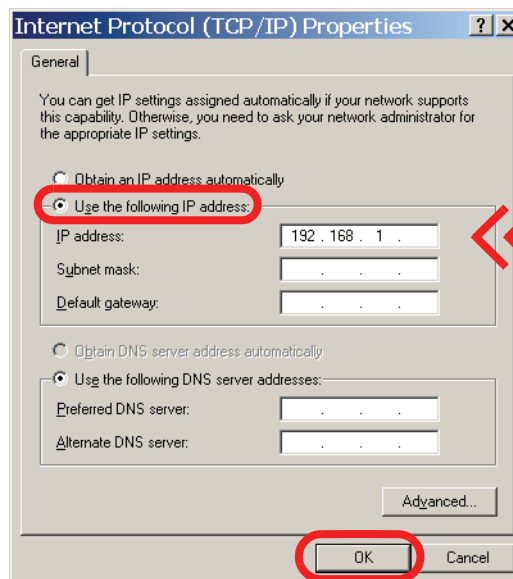 Internet Protocol (TCP/IP) Properties ? X
General
You can get IP settings assigned automatically if your network supports
this capability. Otherwise, you need to ask your network administrator for
the appropriate IP settings.
Obtain an IP address automatically
Use the following IP address:
IP address: 192 . 168 . 1 .
Subnet mask: . . .
Default gateway: . . .
Obtain DNS server address automatically
Use the following DNS server addresses:
Preferred DNS server: . . .
Alternate DNS server: . . .
Advanced...
OK Cancel